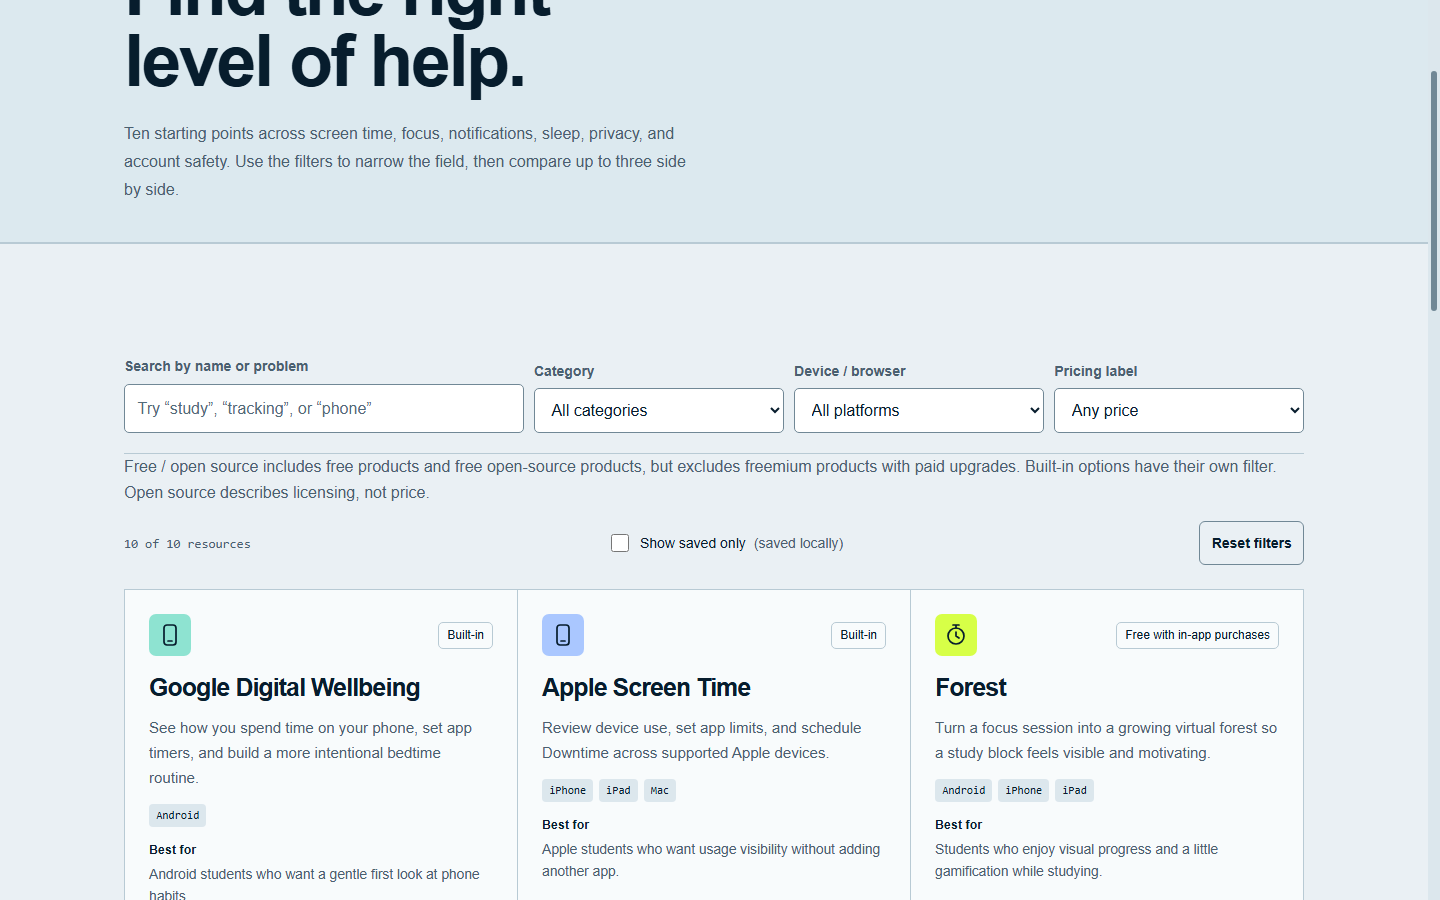 Find the right
level of help.
Ten starting points across screen time, focus, notifications, sleep, privacy, and
account safety. Use the filters to narrow the field, then compare up to three side
by side.
Search by name or problem
Category
Device / browser
Pricing label
Try “study”, “tracking”, or “phone”
All categories
All platforms
Any price
Free / open source includes free products and free open-source products, but excludes freemium products with paid upgrades. Built-in options have their own filter.
Open source describes licensing, not price.
10 of 10 resources
Show saved only (saved locally)
Reset filters
Built-in
Google Digital Wellbeing
See how you spend time on your phone, set app
timers, and build a more intentional bedtime
routine.
Android
Best for
Android students who want a gentle first look at phone
habits
Built-in
Apple Screen Time
Review device use, set app limits, and schedule
Downtime across supported Apple devices.
iPhone iPad Mac
Best for
Apple students who want usage visibility without adding
another app.
Free with in-app purchases
Forest
Turn a focus session into a growing virtual forest so
a study block feels visible and motivating.
Android iPhone iPad
Best for
Students who enjoy visual progress and a little
gamification while studying.